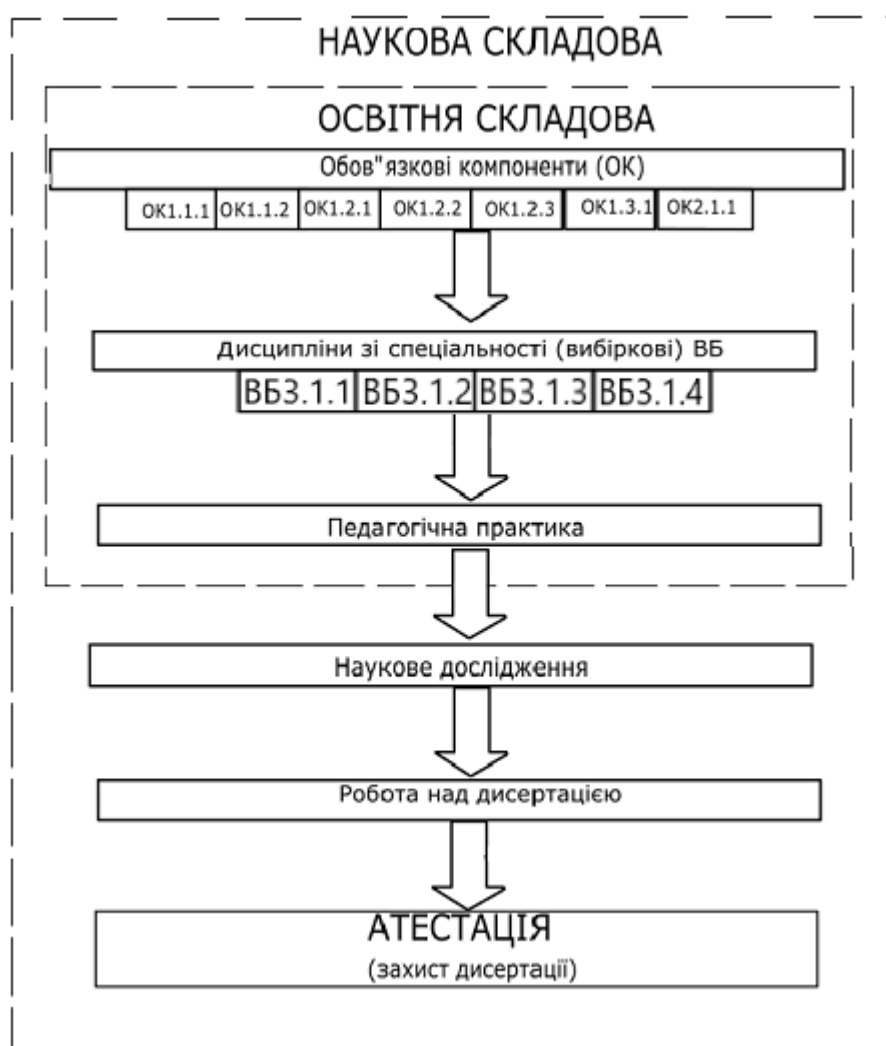 НАУКОВА СКЛАДОВА
ОСВІТНЯ СКЛАДОВА
Обов"язкові компоненти (ОК)
ОК1.1.1 ОК1.1.2 ОК1.2.1 ОК1.2.2 ОК1.2.3 ОК1.3.1 ОК2.1.1
Дисципліни зі спеціальності (вибіркові) ВБ
ВБ3.1.1 ВБ3.1.2 ВБ3.1.3 ВБ3.1.4
Педагогічна практика
Наукове дослідження
Робота над дисертацією
АТЕСТАЦІЯ
(захист дисертації)